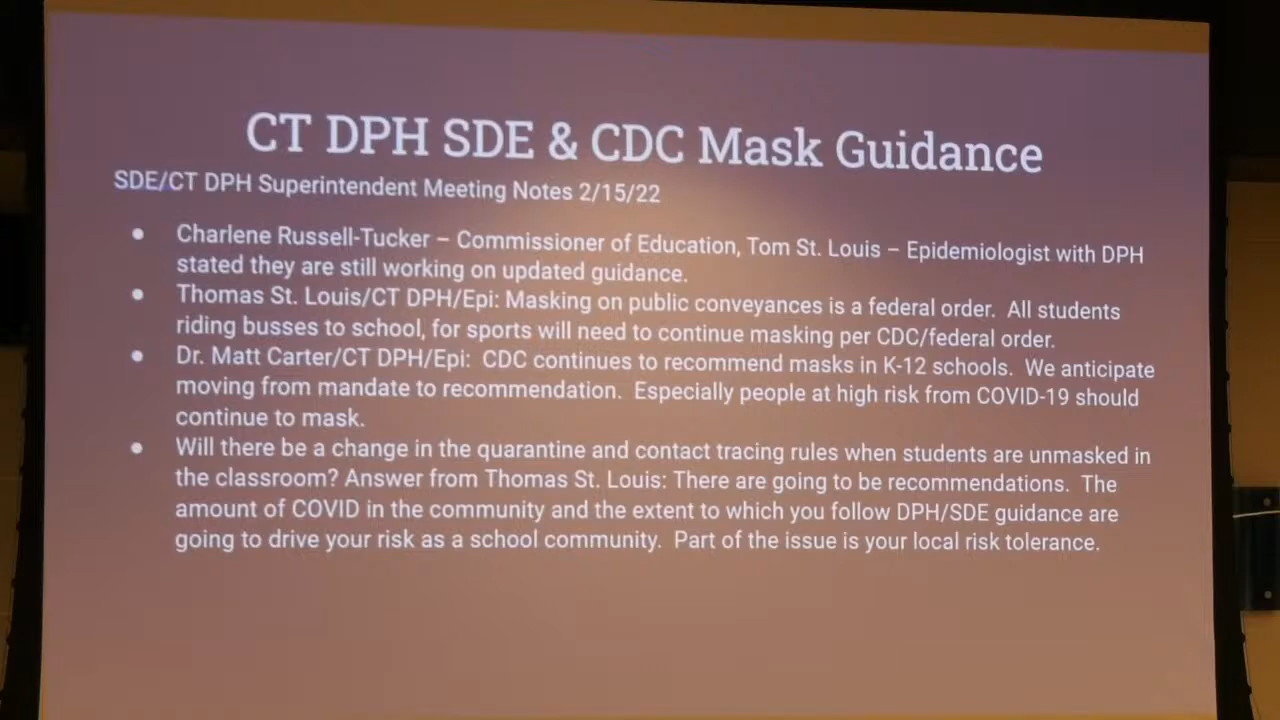 CT DPH SDE & CDC Mask Guidance
SDE/CT DPH Superintendent Meeting Notes 2/15/22
● Charlene Russell-Tucker – Commissioner of Education, Tom St. Louis – Epidemiologist with DPH
stated they are still working on updated guidance.
● Thomas St. Louis/CT DPH/Epi: Masking on public conveyances is a federal order. All students
riding busses to school, for sports will need to continue masking per CDC/federal order.
● Dr. Matt Carter/CT DPH/Epi: CDC continues to recommend masks in K-12 schools. We anticipate
moving from mandate to recommendation. Especially people at high risk from COVID-19 should
continue to mask.
● Will there be a change in the quarantine and contact tracing rules when students are unmasked in
the classroom? Answer from Thomas St. Louis: There are going to be recommendations. The
amount of COVID in the community and the extent to which you follow DPH/SDE guidance are
going to drive your risk as a school community. Part of the issue is your local risk tolerance.